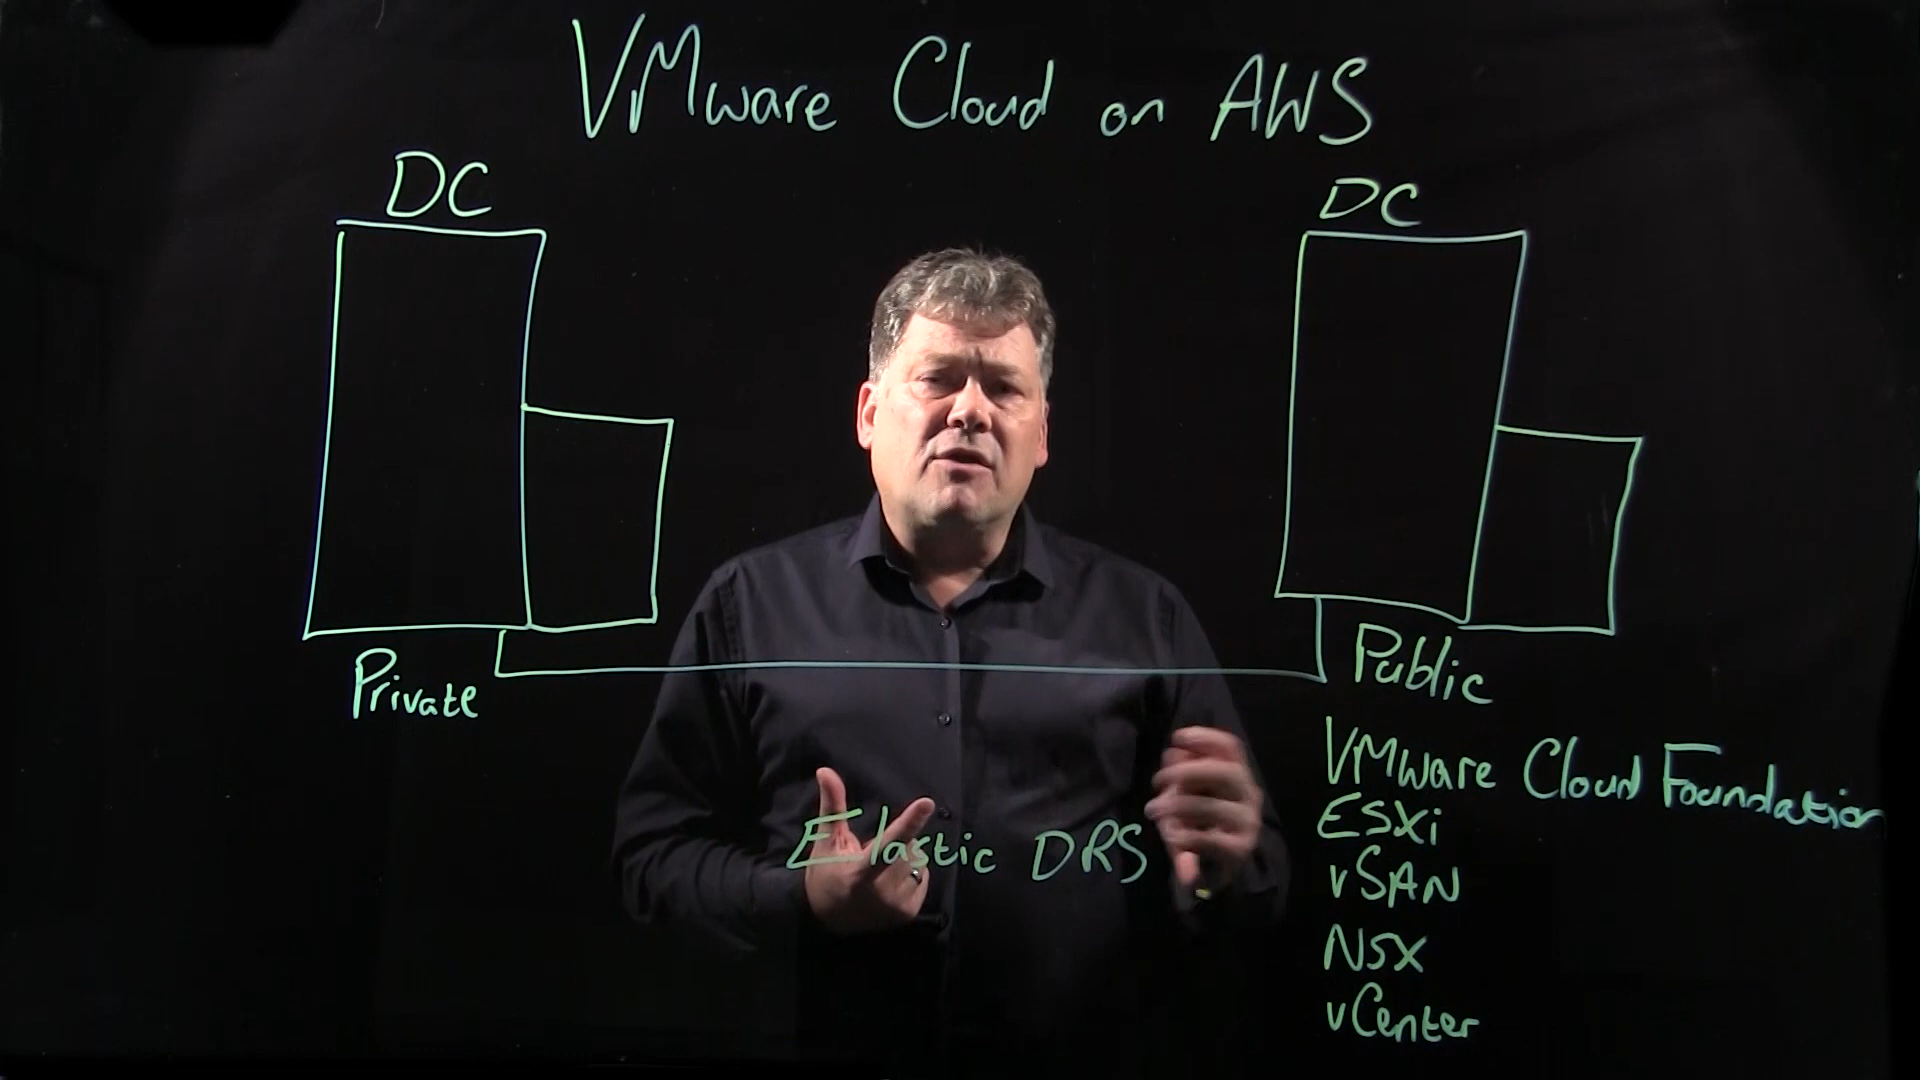 VMware Cloud on AWS
DC
DC
Private
Public
VMware Cloud Foundation
ESXi
Elastic DRS
vSAN
NSX
vCenter